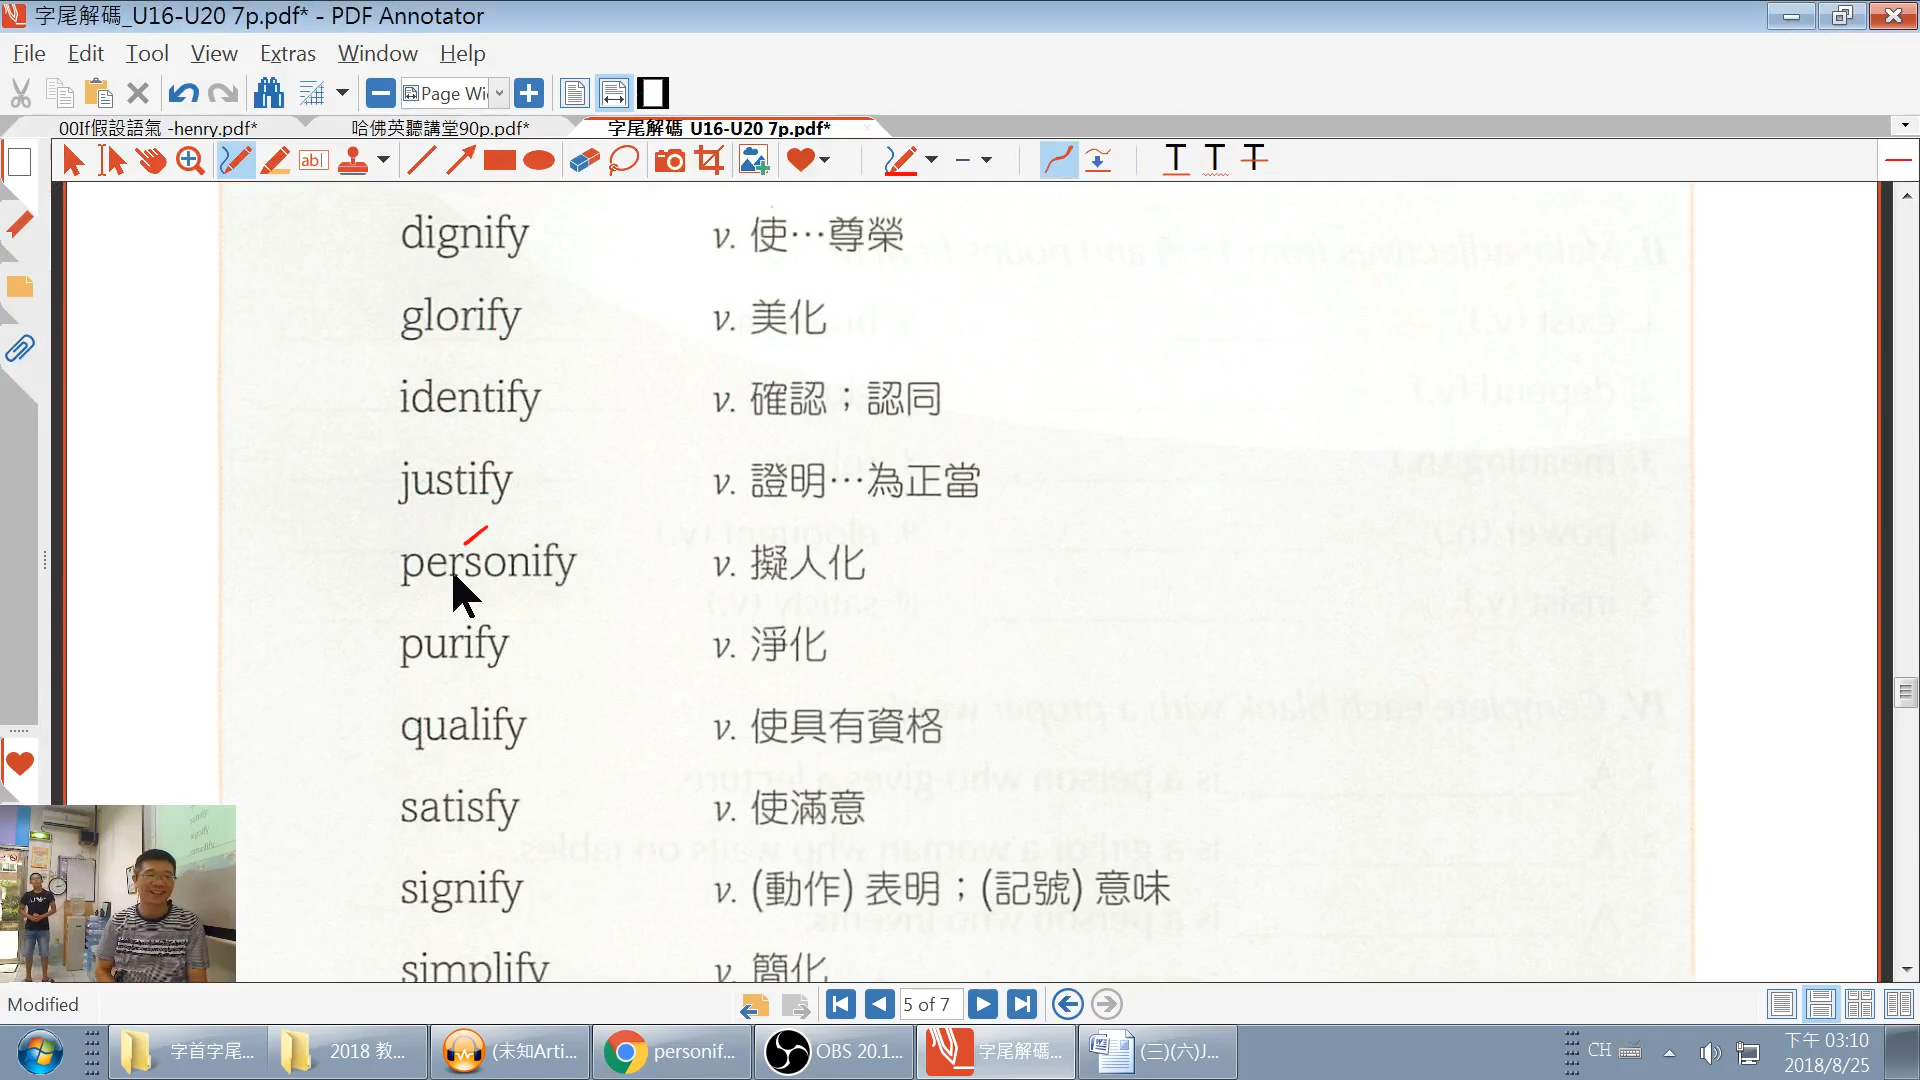 字尾解碼_U16-U20 7p.pdf* - PDF Annotator
File Edit Tool View Extras Window Help
Page Wi
00If假設語氣 -henry.pdf* 哈佛英聽講堂90p.pdf* 字尾解碼 U16-U20 7p.pdf*
ab T T T
dignify v. 使…尊榮
glorify v. 美化
identify v. 確認；認同
justify v. 證明…為正當
personify v. 擬人化
purify v. 淨化
qualify v. 使具有資格
satisfy v. 使滿意
signify v. (動作) 表明；(記號) 意味
simplify v. 簡化
Modified 5 of 7
字首字尾... 2018 教... (未知Arti... personif... OBS 20.1... 字尾解碼... (三)(六)J... CH 下午 03:10
2018/8/25